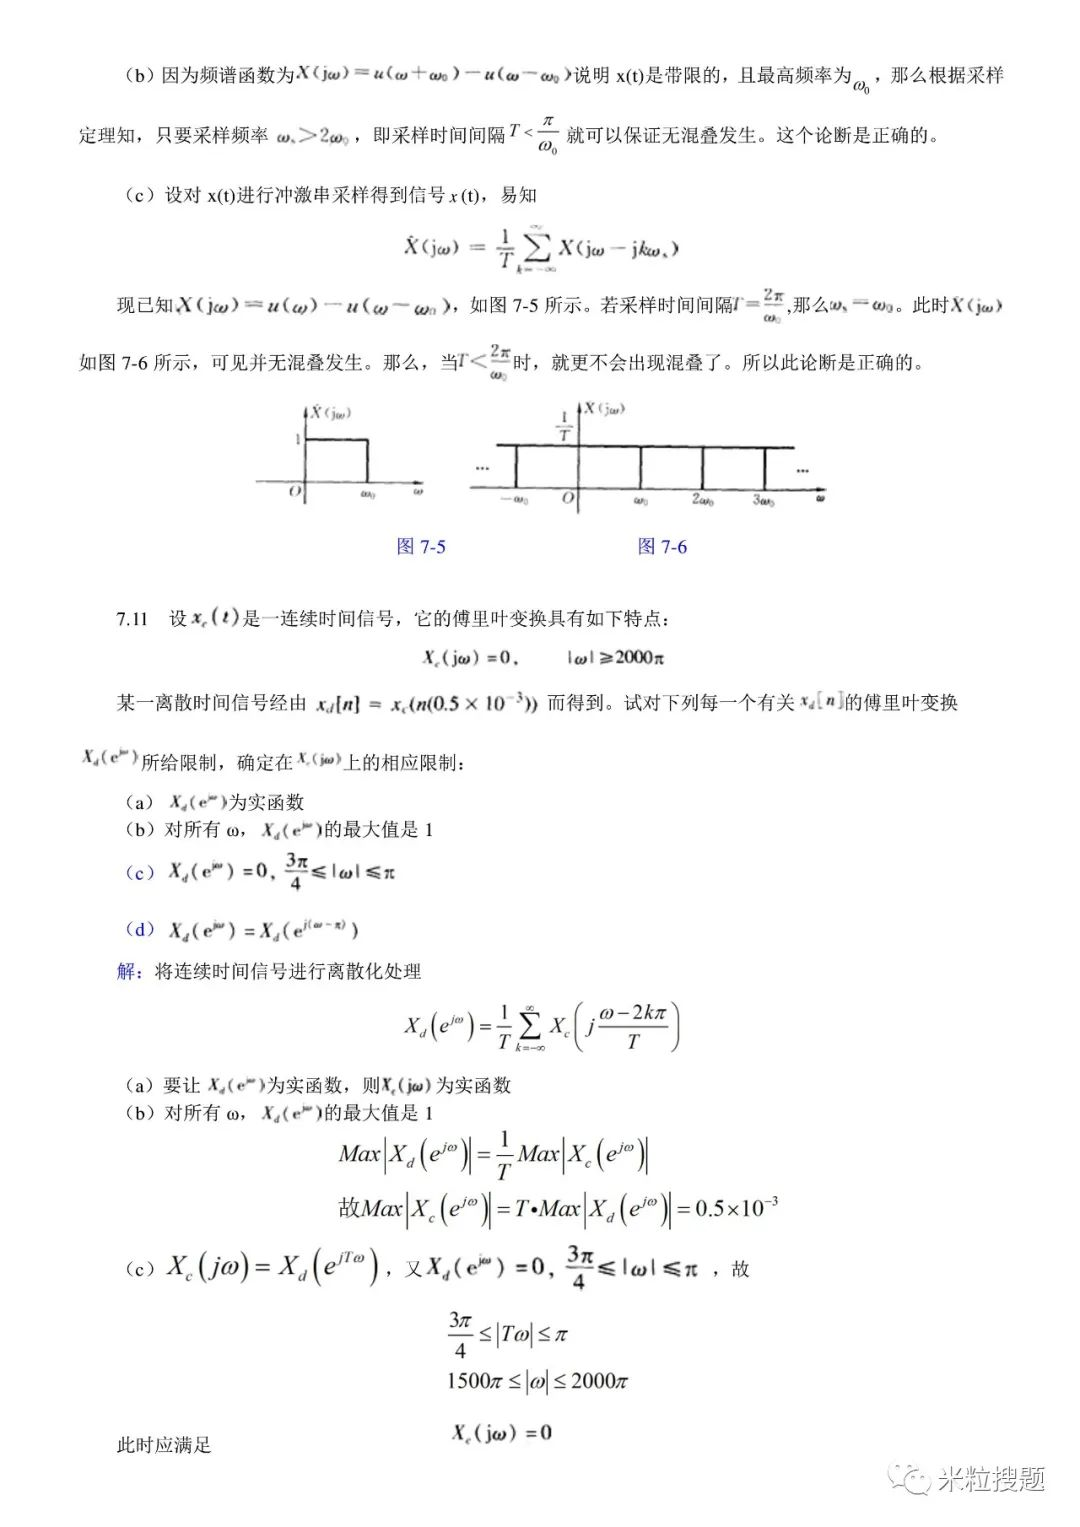 （b）因为频谱函数为X(jω)=u(ω+ω₀)-u(ω-ω₀)说明 x(t)是带限的，且最高频率为ω₀，那么根据采样
定理知，只要采样频率 ωₛ>2ω₀，即采样时间间隔T<π/ω₀ 就可以保证无混叠发生。这个论断是正确的。
（c）设对 x(t)进行冲激串采样得到信号 x (t)，易知
X̂(jω) = 1/T ∑_{k=-∞}^{∞} X(jω - jkωₛ)
现已知X(jω)=u(ω)-u(ω-ω₀)，如图 7-5 所示。若采样时间间隔T=2π/ω₀,那么ωₛ=ω₀。此时X̂(jω)
如图 7-6 所示，可见并无混叠发生。那么，当T<2π/ω₀时，就更不会出现混叠了。所以此论断是正确的。
X̂(jω)
1
O ω₀ ω
1/T X̂(jω)
... ...
-ω₀ O ω₀ 2ω₀ 3ω₀ ω
图 7-5 图 7-6
7.11 设 x_c(t)是一连续时间信号，它的傅里叶变换具有如下特点：
X_c(jω)=0, |ω|≥2000π
某一离散时间信号经由 x_d[n] = x_c(n(0.5×10⁻³)) 而得到。试对下列每一个有关 x_d[n]的傅里叶变换
X_d(e^{jω})所给限制，确定在 X_c(jω)上的相应限制：
（a） X_d(e^{jω})为实函数
（b）对所有 ω， X_d(e^{jω})的最大值是 1
（c） X_d(e^{jω})=0, 3π/4≤|ω|≤π
（d） X_d(e^{jω})=X_d(e^{j(ω-π)})
解：将连续时间信号进行离散化处理
X_d(e^{jω})=1/T ∑_{k=-∞}^{∞} X_c(j (ω-2kπ)/T)
（a）要让 X_d(e^{jω})为实函数，则X_c(jω)为实函数
（b）对所有 ω， X_d(e^{jω})的最大值是 1
Max|X_d(e^{jω})|=1/T Max|X_c(e^{jω})|
故Max|X_c(e^{jω})|=T•Max|X_d(e^{jω})|=0.5×10⁻³
（c）X_c(jω)=X_d(e^{jTω})，又X_d(e^{jω})=0, 3π/4≤|ω|≤π ，故
3π/4≤|Tω|≤π
1500π≤|ω|≤2000π
此时应满足 X_c(jω)=0
米粒搜题